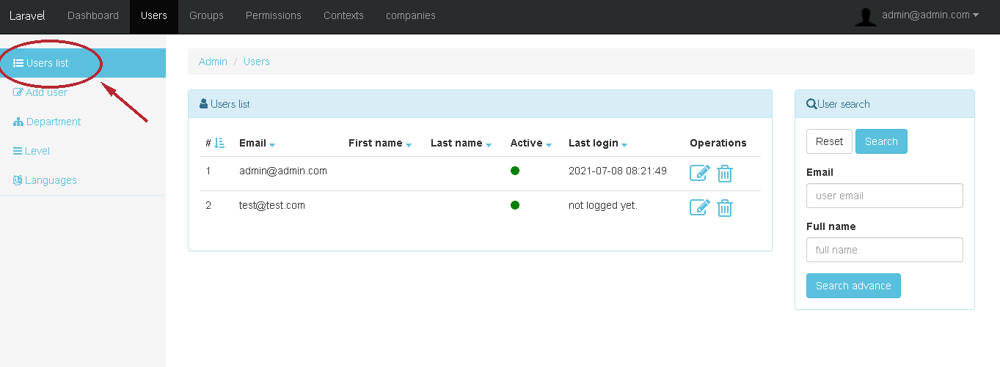 Laravel Dashboard Users Groups Permissions Contexts companies admin@admin.com
Users list
Add user
Department
Level
Languages
Admin / Users
Users list
# Email First name Last name Active Last login Operations
1 admin@admin.com 2021-07-08 08:21:49
2 test@test.com not logged yet.
User search
Reset Search
Email
user email
Full name
full name
Search advance